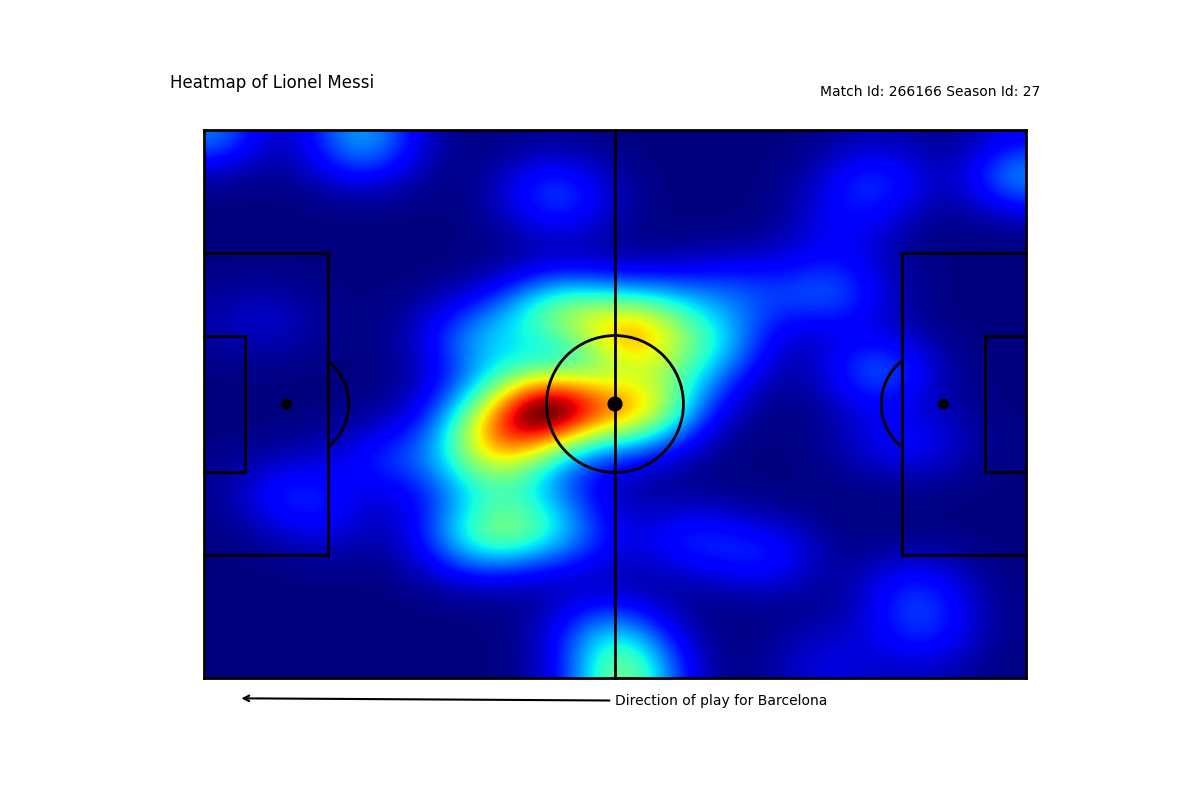 Heatmap of Lionel Messi
Match Id: 266166 Season Id: 27
Direction of play for Barcelona